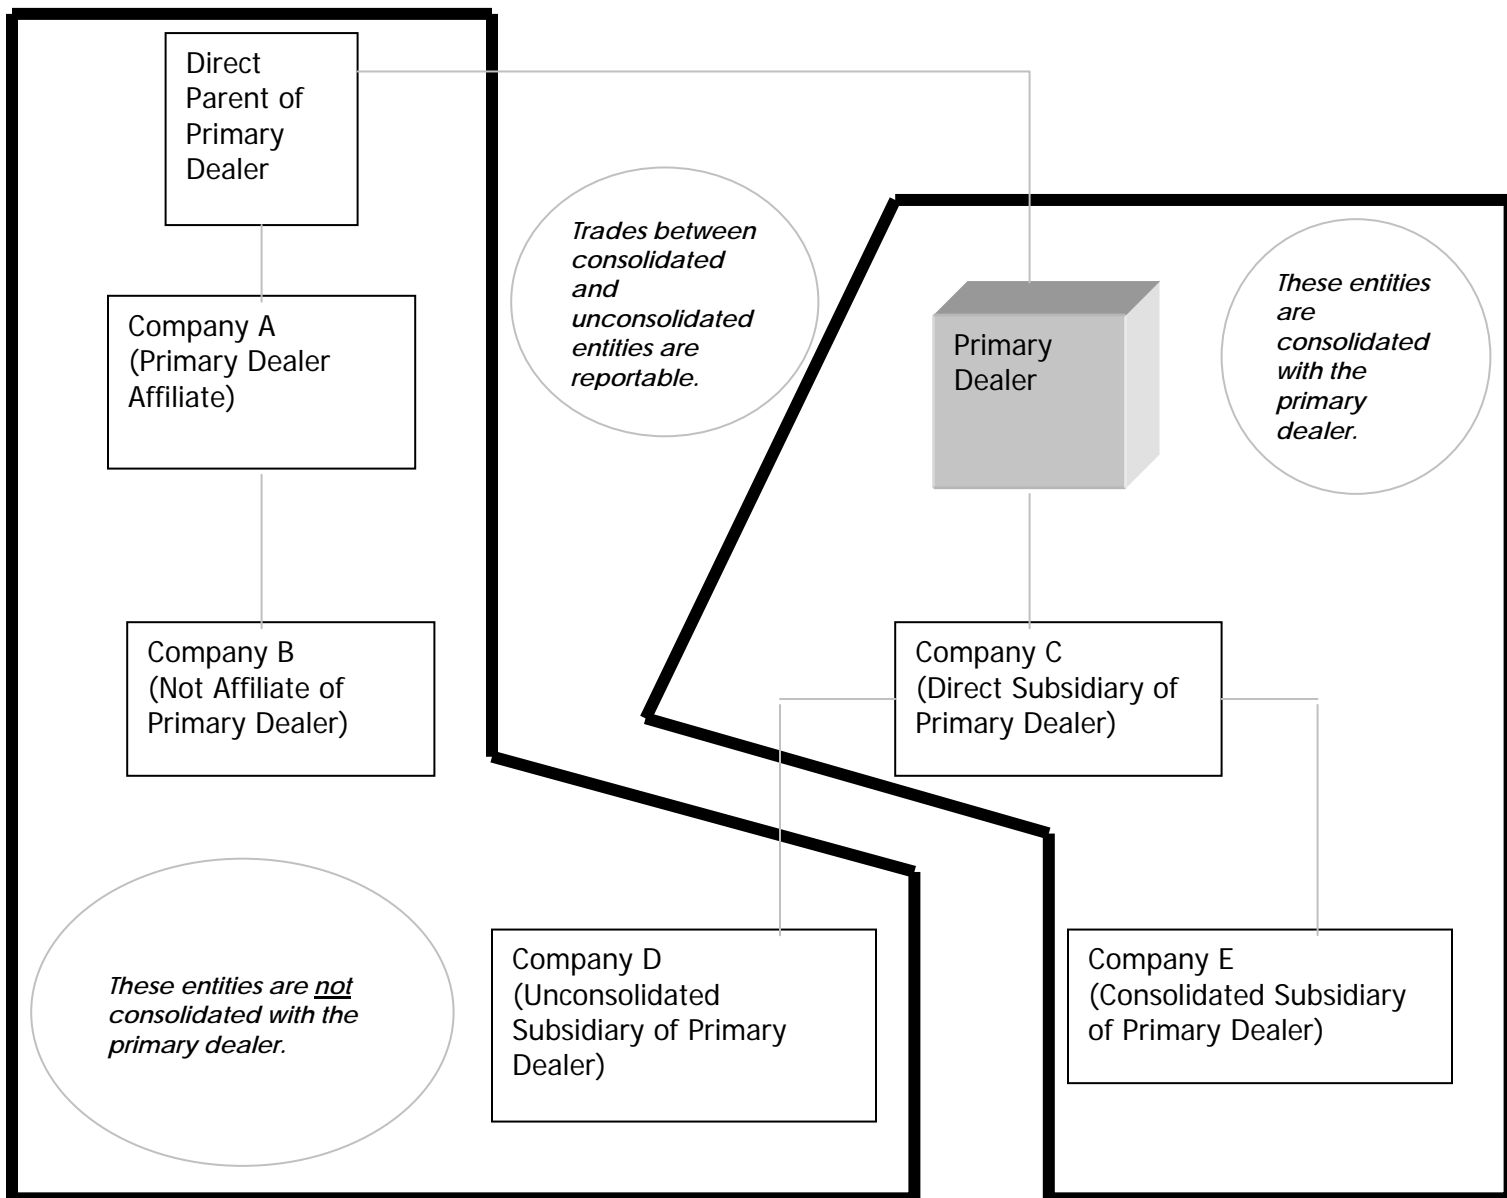 Direct
Parent of
Primary
Dealer
Trades between
consolidated
and
unconsolidated
entities are
reportable.
These entities
are
consolidated
with the
primary
dealer.
Company A
(Primary Dealer
Affiliate)
Primary
Dealer
Company B
(Not Affiliate of
Primary Dealer)
Company C
(Direct Subsidiary of
Primary Dealer)
These entities are not
consolidated with the
primary dealer.
Company D
(Unconsolidated
Subsidiary of Primary
Dealer)
Company E
(Consolidated Subsidiary
of Primary Dealer)